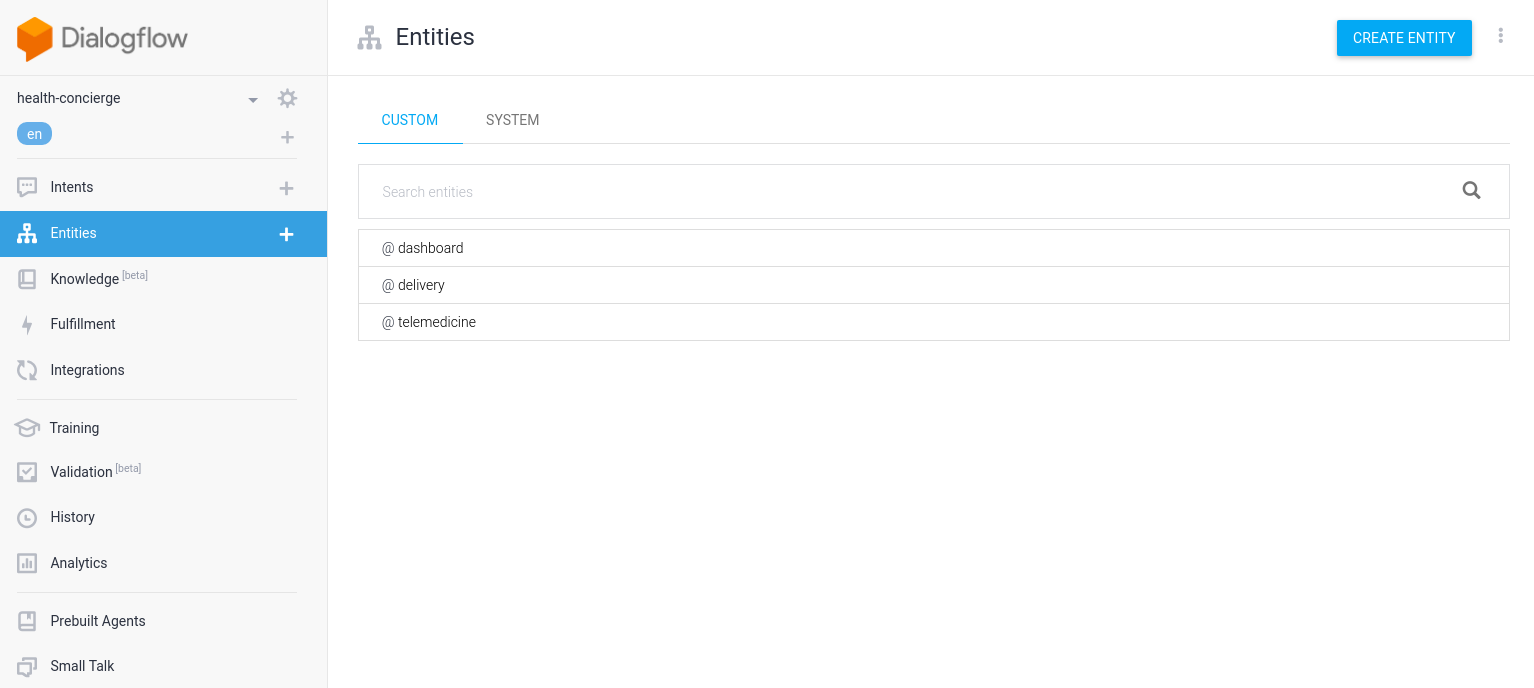 Dialogflow
health-concierge
en
Intents
Entities
Knowledge [beta]
Fulfillment
Integrations
Training
Validation [beta]
History
Analytics
Prebuilt Agents
Small Talk
Entities
CREATE ENTITY
CUSTOM SYSTEM
Search entities
@ dashboard
@ delivery
@ telemedicine